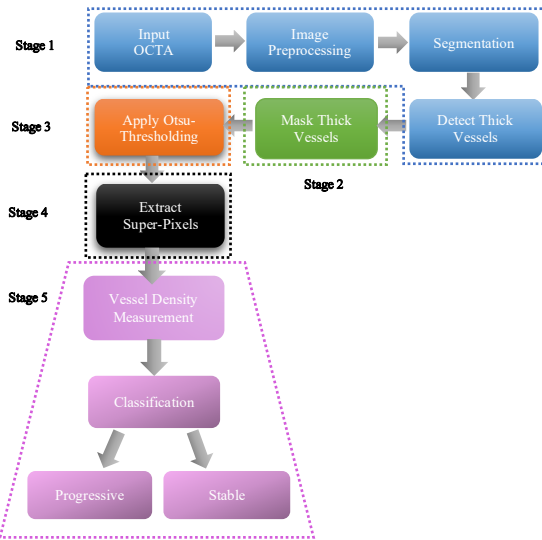 Stage 1
Input
OCTA
Image
Preprocessing
Segmentation
Stage 3
Apply Otsu-
Thresholding
Mask Thick
Vessels
Detect Thick
Vessels
Stage 2
Stage 4
Extract
Super-Pixels
Stage 5
Vessel Density
Measurement
Classification
Progressive
Stable